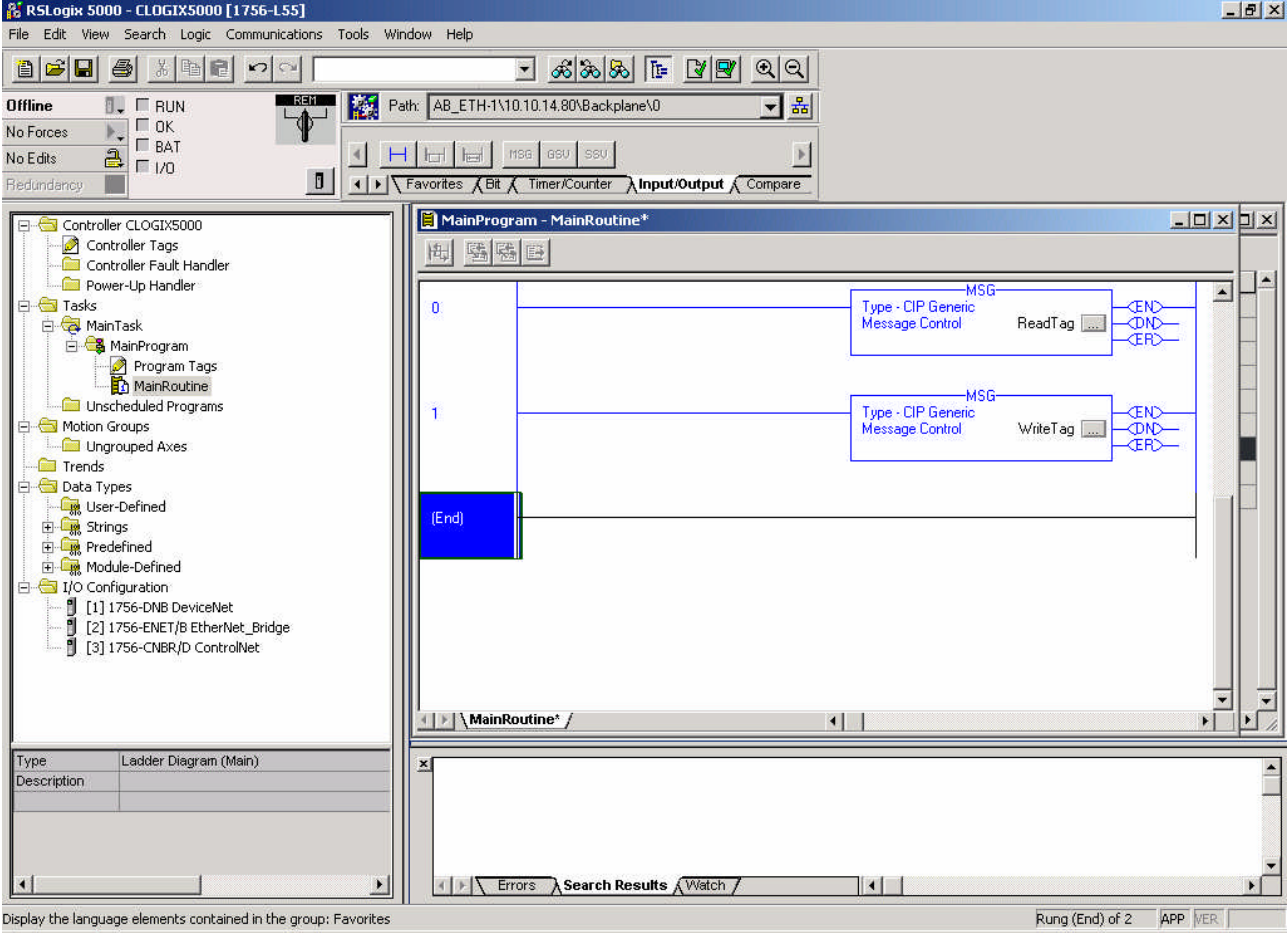 RSLogix 5000 - CLOGIX5000 [1756-L55]
File Edit View Search Logic Communications Tools Window Help
Offline
No Forces
No Edits
Redundancy
RUN
OK
BAT
I/O
REM
Path: AB_ETH-1\10.10.14.80\Backplane\0
MSG GSV SSV
Favorites Bit Timer/Counter Input/Output Compare
Controller CLOGIX5000
Controller Tags
Controller Fault Handler
Power-Up Handler
Tasks
MainTask
MainProgram
Program Tags
MainRoutine
Unscheduled Programs
Motion Groups
Ungrouped Axes
Trends
Data Types
User-Defined
Strings
Predefined
Module-Defined
I/O Configuration
[1] 1756-DNB DeviceNet
[2] 1756-ENET/B EtherNet_Bridge
[3] 1756-CNBR/D ControlNet
Type Ladder Diagram (Main)
Description
MainProgram - MainRoutine*
0
MSG
Type - CIP Generic
Message Control ReadTag ...
EN
DN
ER
1
MSG
Type - CIP Generic
Message Control WriteTag ...
EN
DN
ER
(End)
MainRoutine*
Errors Search Results Watch
Display the language elements contained in the group: Favorites
Rung (End) of 2 APP VER